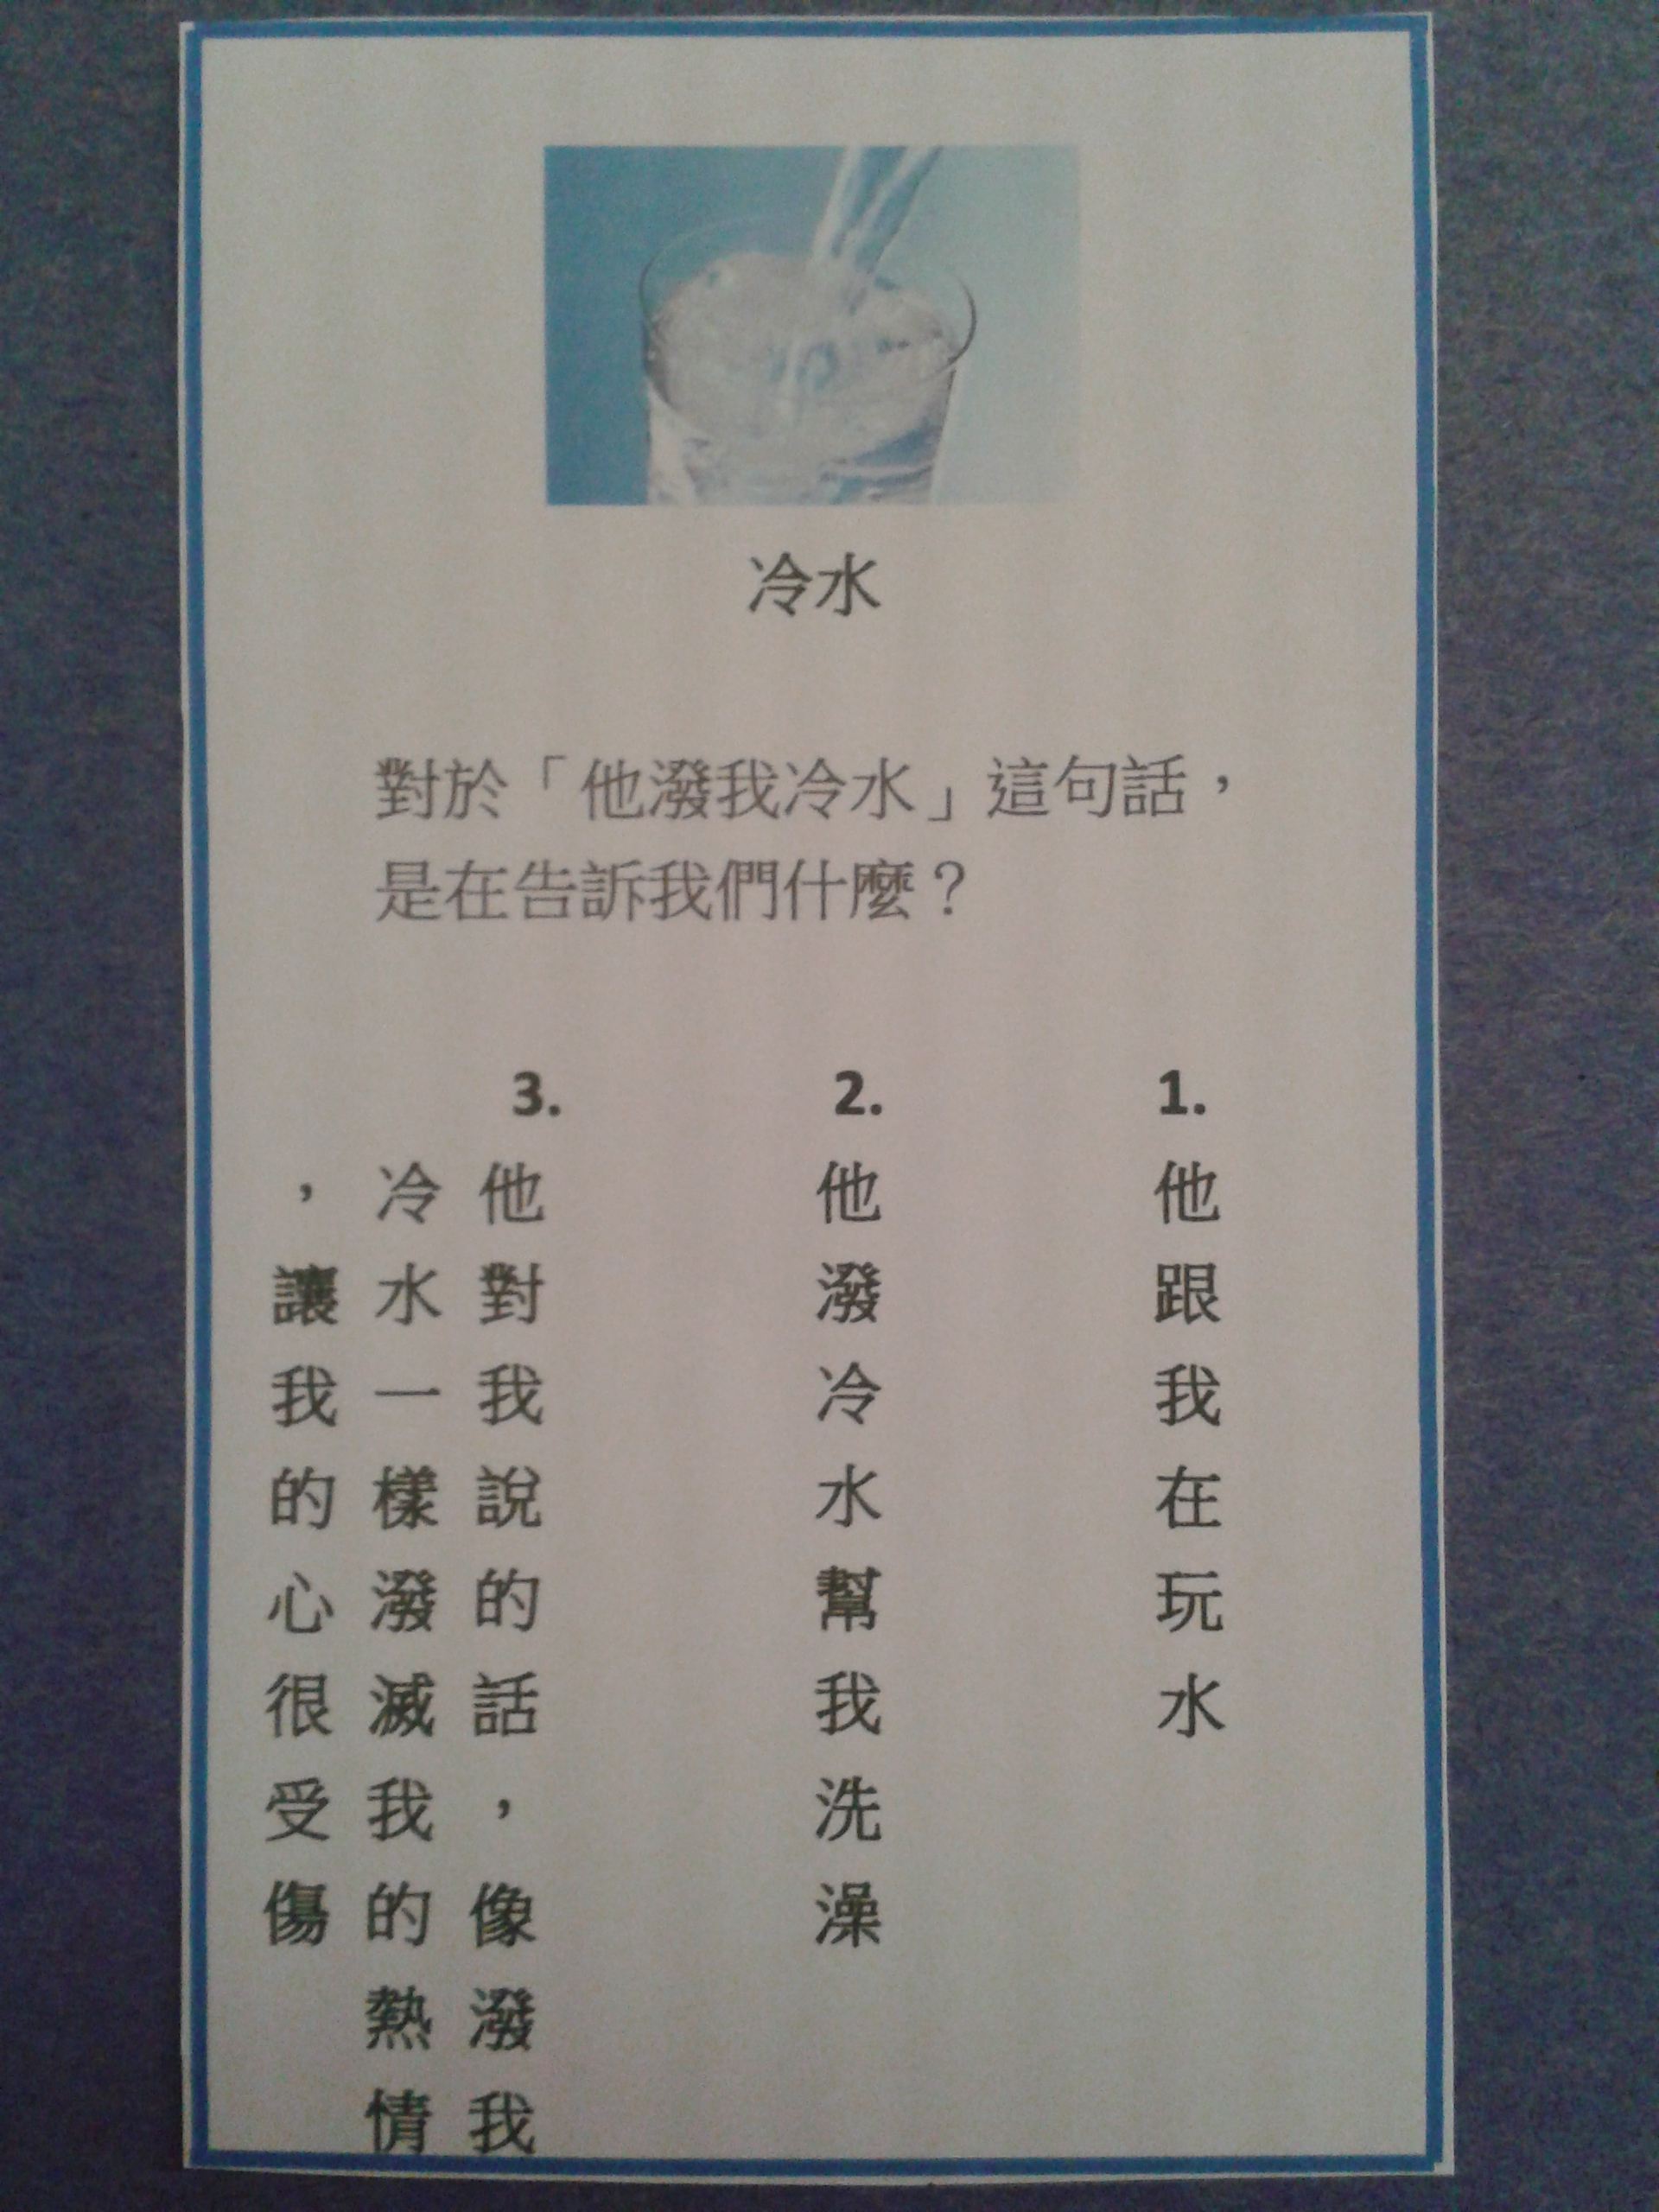 冷水
對於「他潑我冷水」這句話，
是在告訴我們什麼？
1.
他跟我在玩水
2.
他潑冷水幫我洗澡
3.
他對我說的話，像潑我
冷水一樣潑滅我的熱情
，讓我的心很受傷